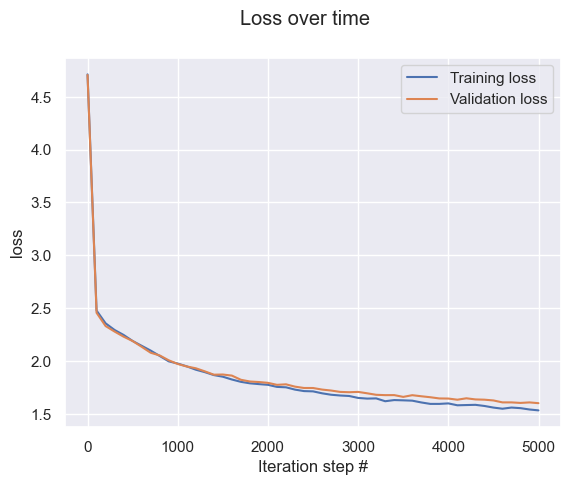 Loss over time
Training loss
Validation loss
4.5
4.0
3.5
3.0
2.5
2.0
1.5
loss
0 1000 2000 3000 4000 5000
Iteration step #